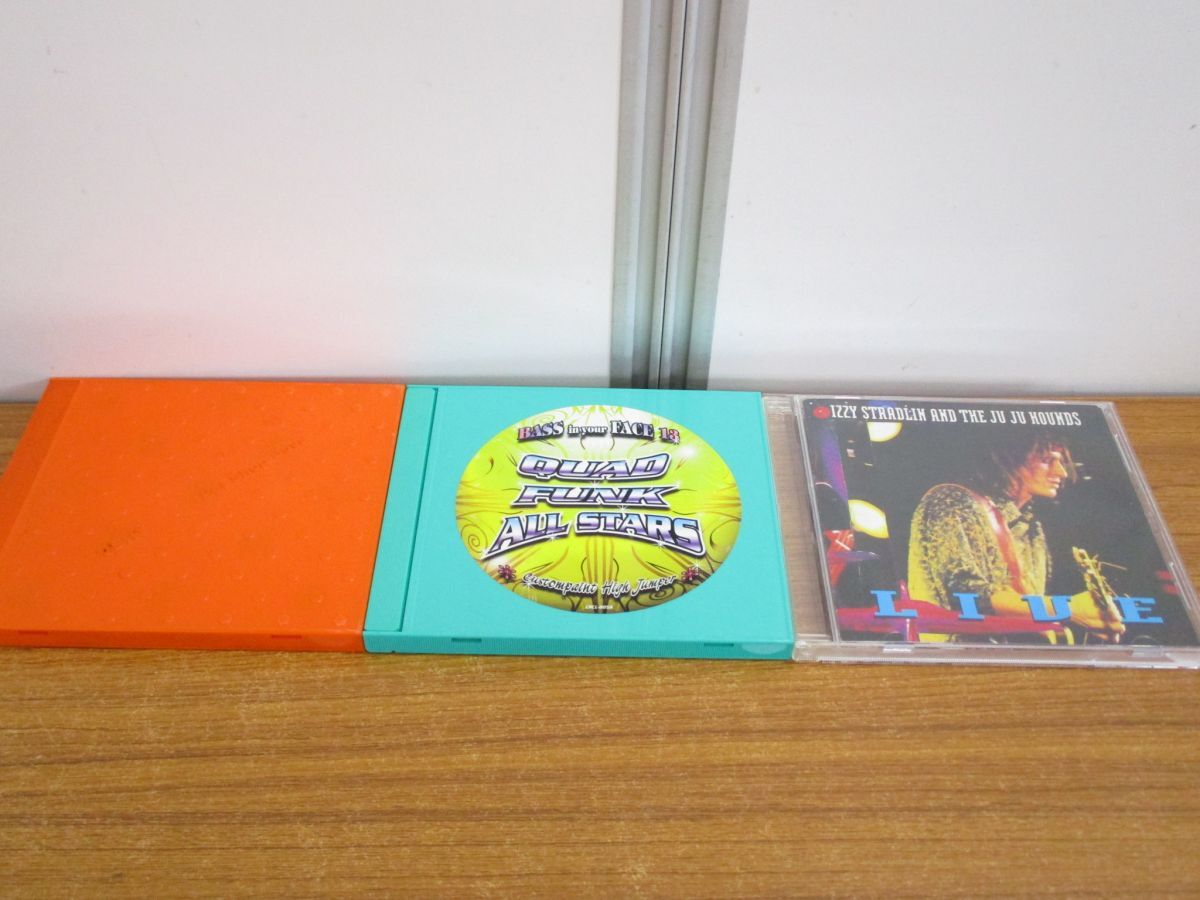 BASS in your FACE 13
QUAD
FUNK
ALL STARS
Custompaint High Jumper
IZZY STRADLIN AND THE JU JU HOUNDS
LIVE